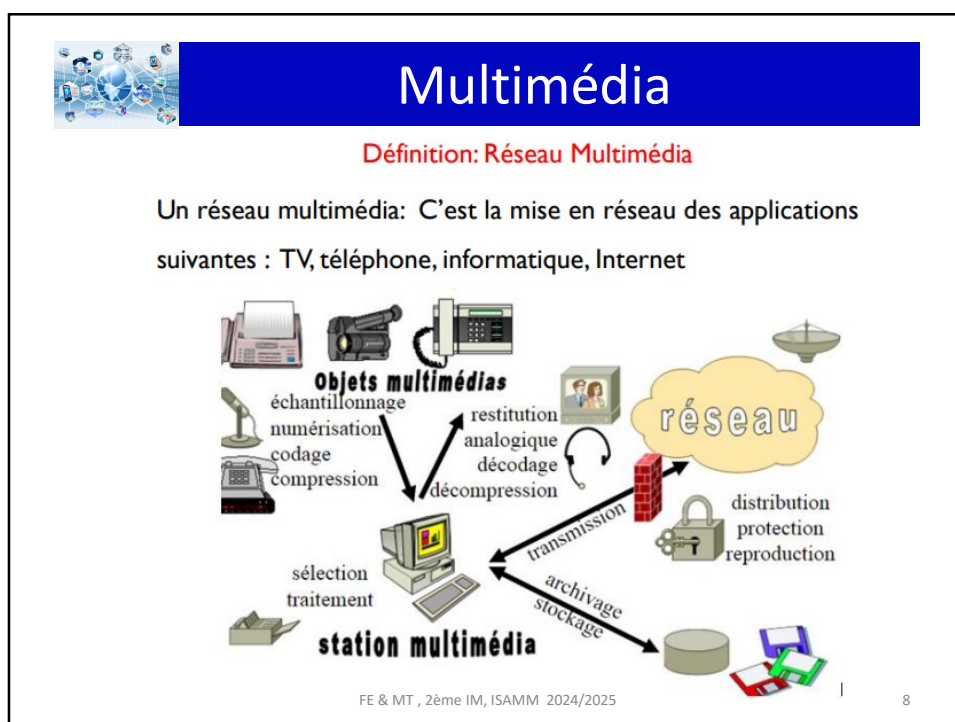 Multimédia
Définition: Réseau Multimédia
Un réseau multimédia: C’est la mise en réseau des applications
suivantes : TV, téléphone, informatique, Internet
Objets multimédias
échantillonnage
numérisation
codage
compression
restitution
analogique
décodage
décompression
réseau
transmission
distribution
protection
reproduction
sélection
traitement
archivage
stockage
station multimédia
FE & MT , 2ème IM, ISAMM 2024/2025
8